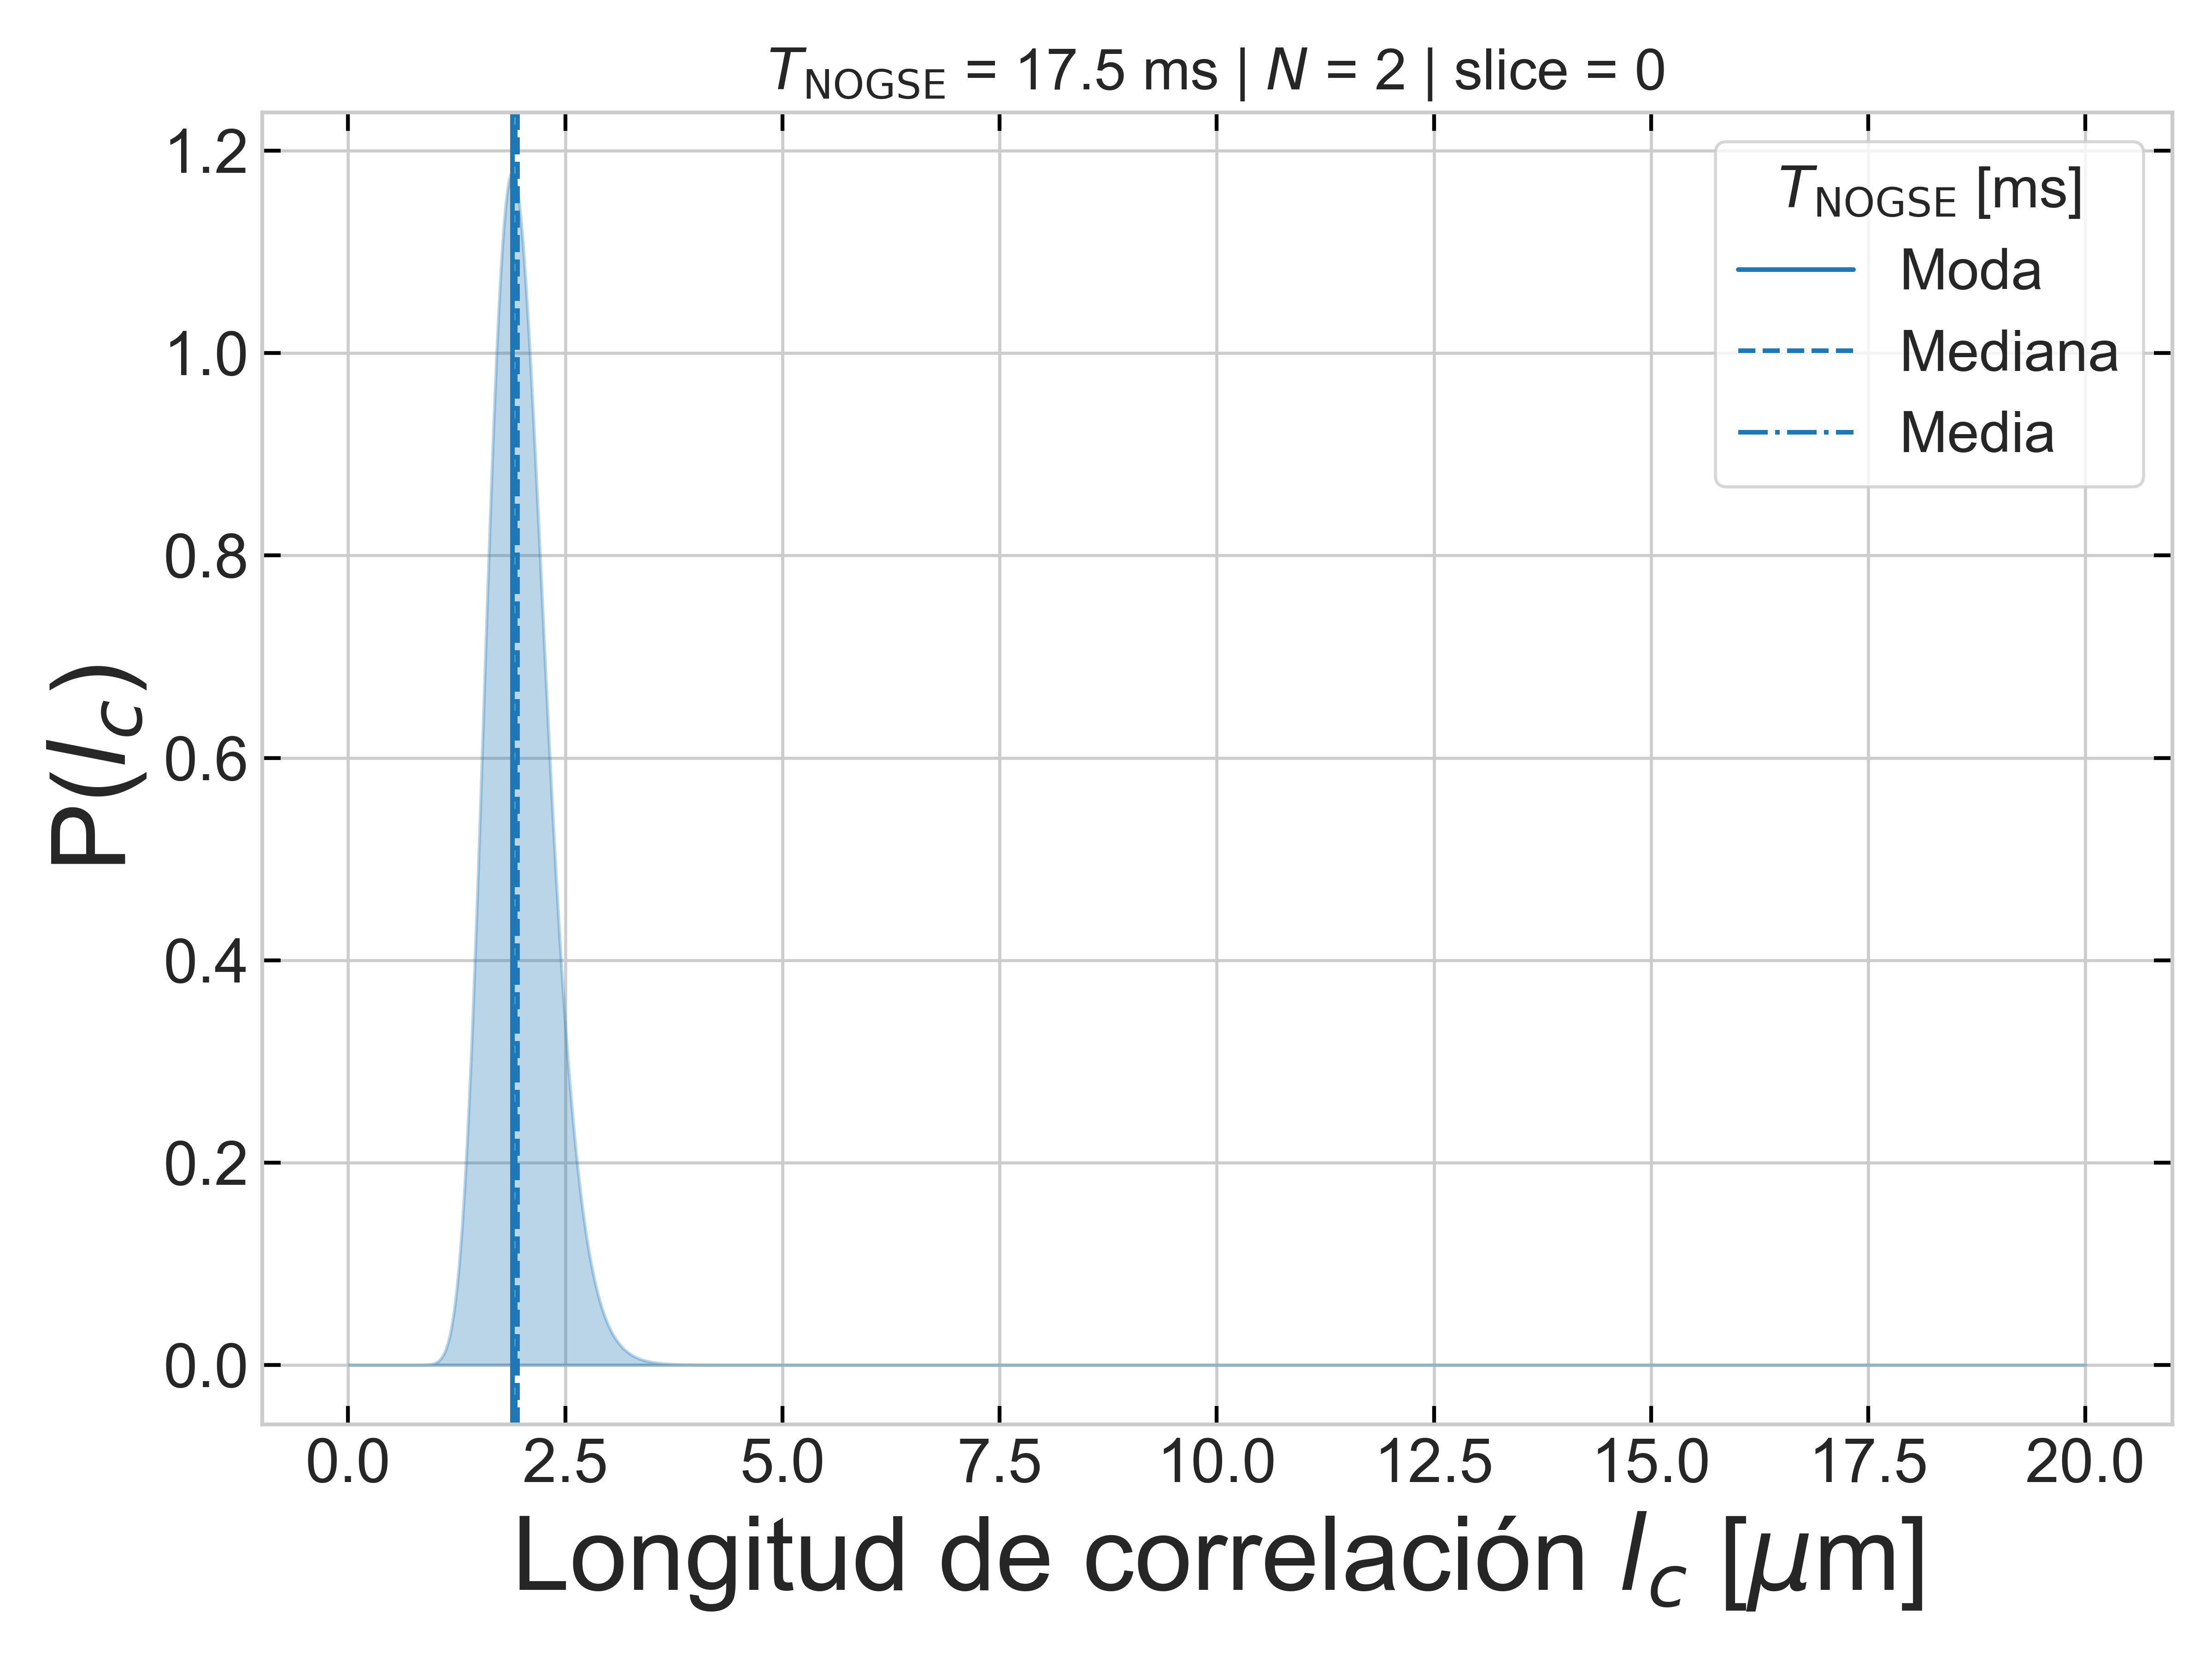 T_NOGSE = 17.5 ms | N = 2 | slice = 0
1.2
1.0
0.8
0.6
0.4
0.2
0.0
P(l_c)
T_NOGSE [ms]
Moda
Mediana
Media
0.0 2.5 5.0 7.5 10.0 12.5 15.0 17.5 20.0
Longitud de correlación l_c [μm]